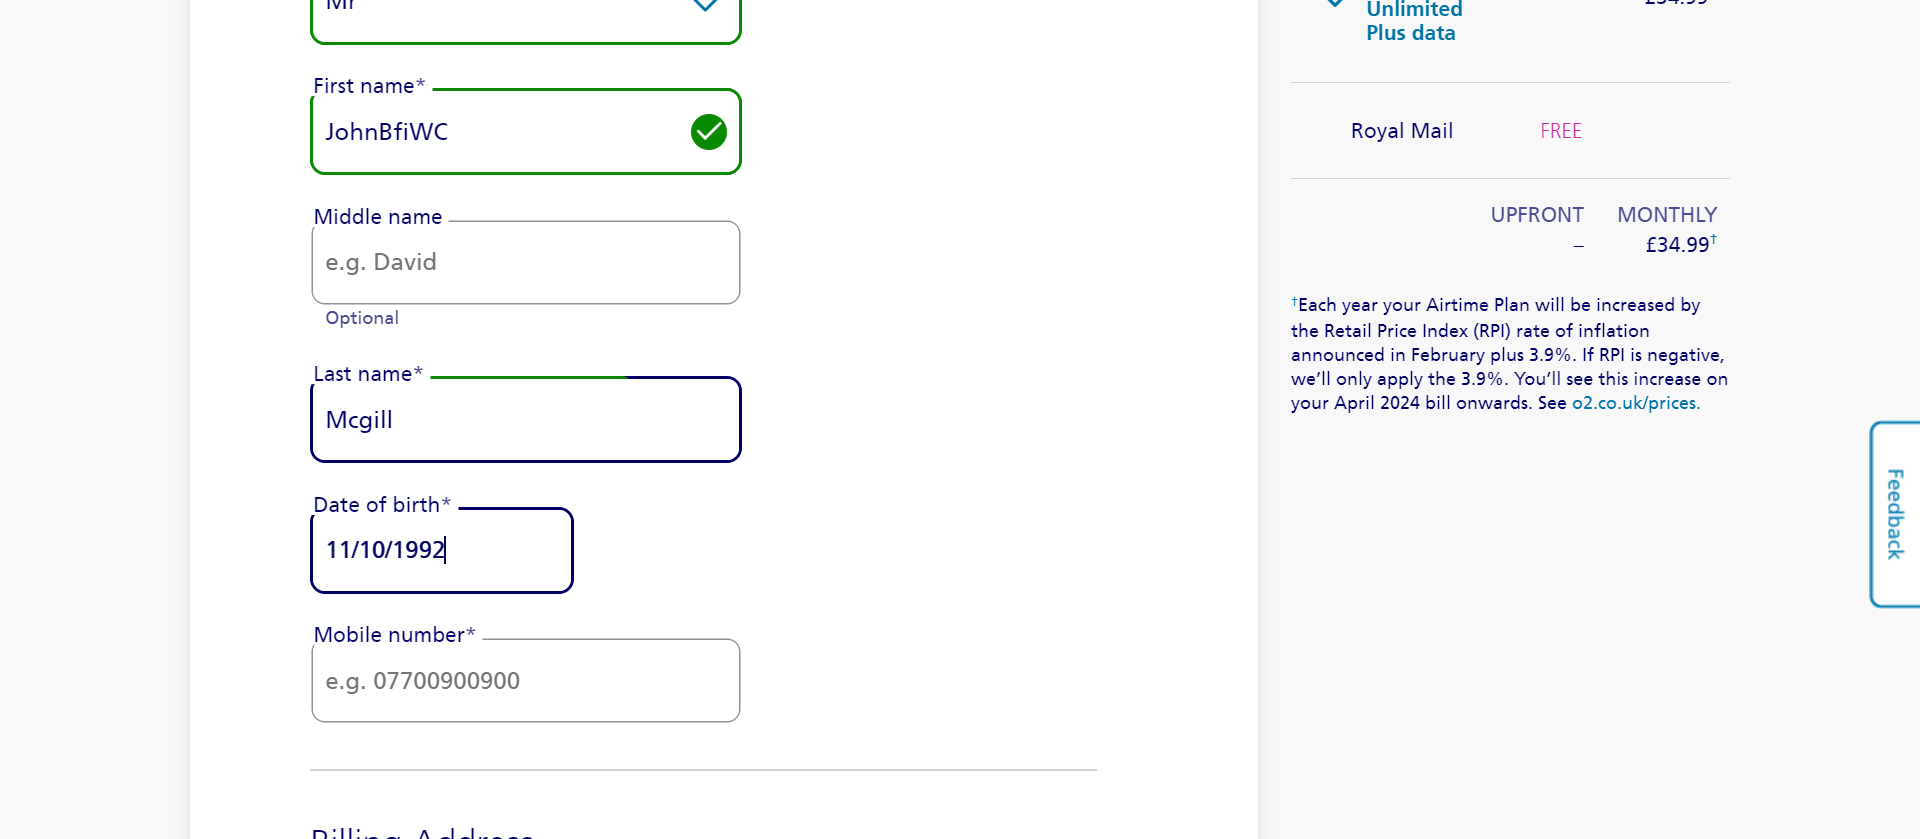 Mr
First name*
JohnBfiWC
Middle name
e.g. David
Optional
Last name*
Mcgill
Date of birth*
11/10/1992
Mobile number*
e.g. 07700900900
Billing Address
Unlimited
Plus data
£34.99
Royal Mail FREE
UPFRONT MONTHLY
– £34.99†
†Each year your Airtime Plan will be increased by
the Retail Price Index (RPI) rate of inflation
announced in February plus 3.9%. If RPI is negative,
we’ll only apply the 3.9%. You’ll see this increase on
your April 2024 bill onwards. See o2.co.uk/prices.
Feedback